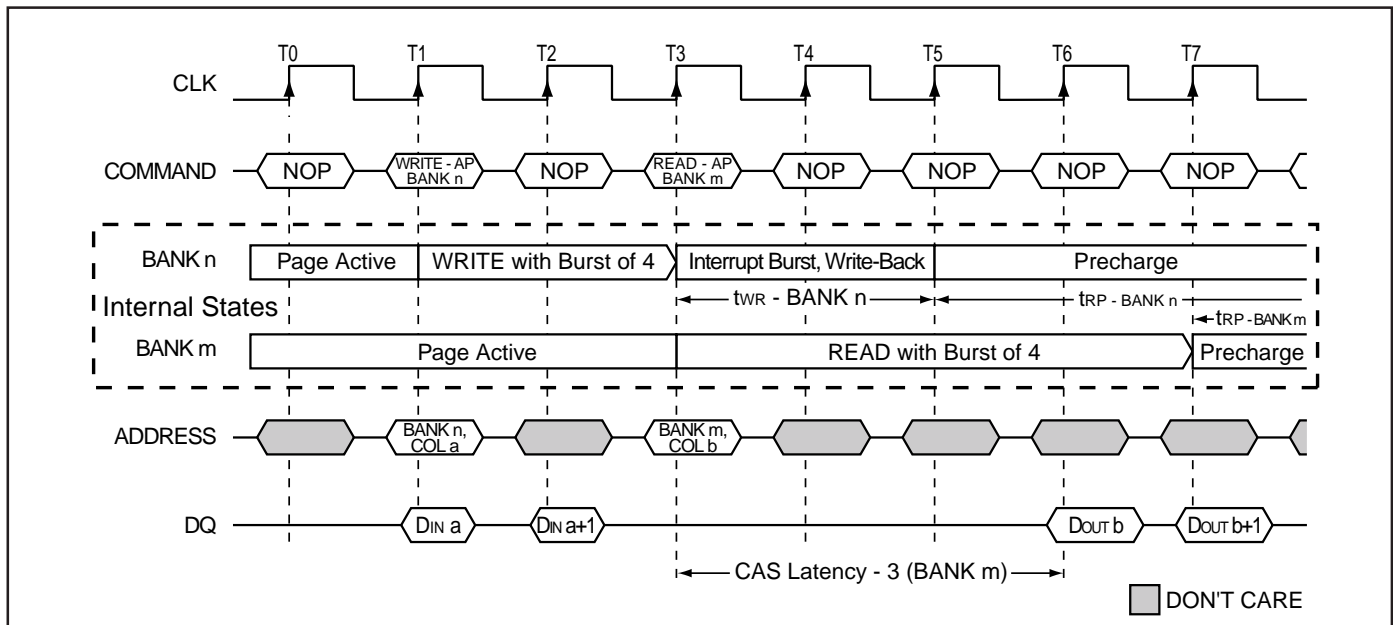 T0 T1 T2 T3 T4 T5 T6 T7
CLK
COMMAND NOP WRITE - AP BANK n NOP READ - AP BANK m NOP NOP NOP NOP
BANK n Page Active WRITE with Burst of 4 Interrupt Burst, Write-Back Precharge
tWR - BANK n tRP - BANK n
Internal States
tRP - BANK m
BANK m Page Active READ with Burst of 4 Precharge
ADDRESS BANK n, COL a BANK m, COL b
DQ DIN a DIN a+1 DOUT b DOUT b+1
CAS Latency - 3 (BANK m)
DON'T CARE